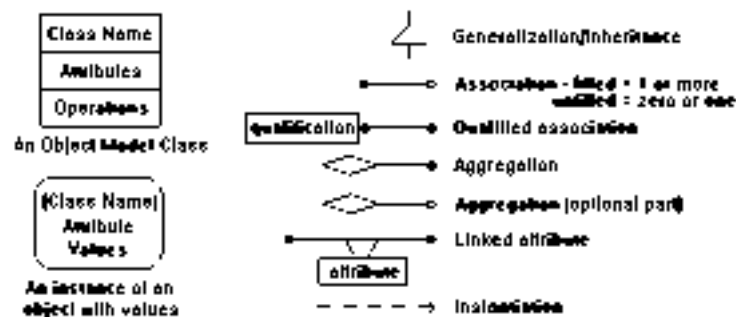 Class Name
Attributes
Operations
An Object Model Class
(Class Name)
Attribute
Values
An instance of an
object with values
Generalization/Inheritance
Association - filled = 1 or more
unfilled = zero or one
qualification
Qualified association
Aggregation
Aggregation (optional part)
Linked attribute
attribute
Instantiation